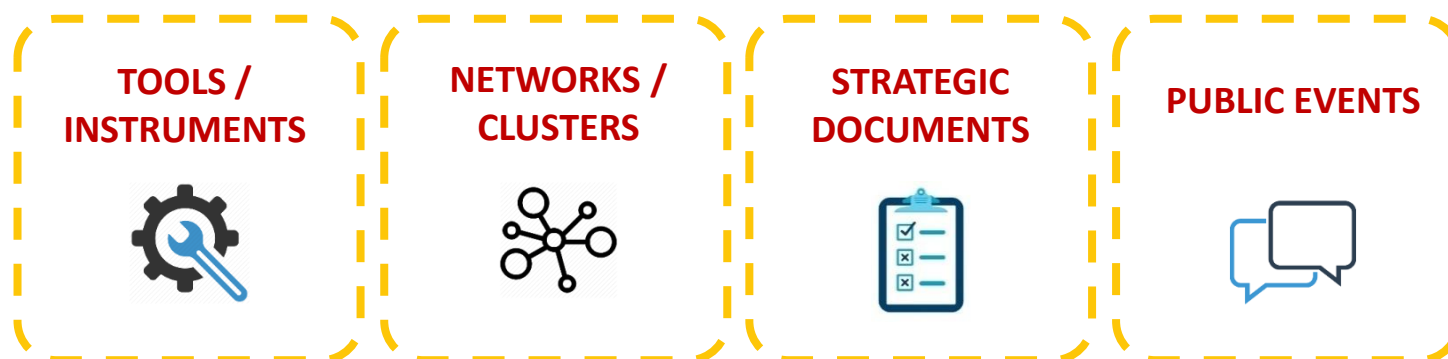 TOOLS /
INSTRUMENTS
NETWORKS /
CLUSTERS
STRATEGIC
DOCUMENTS
PUBLIC EVENTS